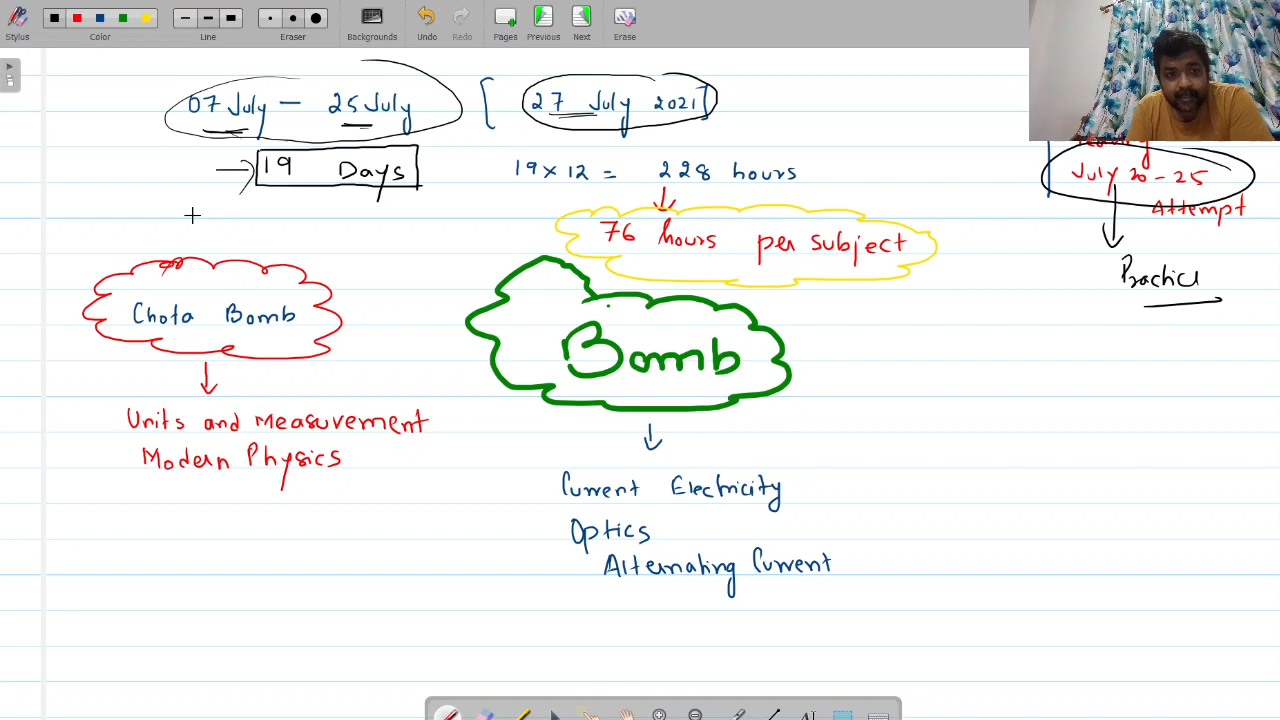 Stylus
Color
Line
Eraser
Backgrounds
Undo
Redo
Pages
Previous
Next
Erase
07 July - 25 July [ 27 July 2021]
19 Days
19 x 12 = 228 hours
July 20 - 25
Attempt
76 hours per subject
Practice
Chota Bomb
Bomb
Units and Measurement
Modern Physics
Current Electricity
Optics
Alternating Current